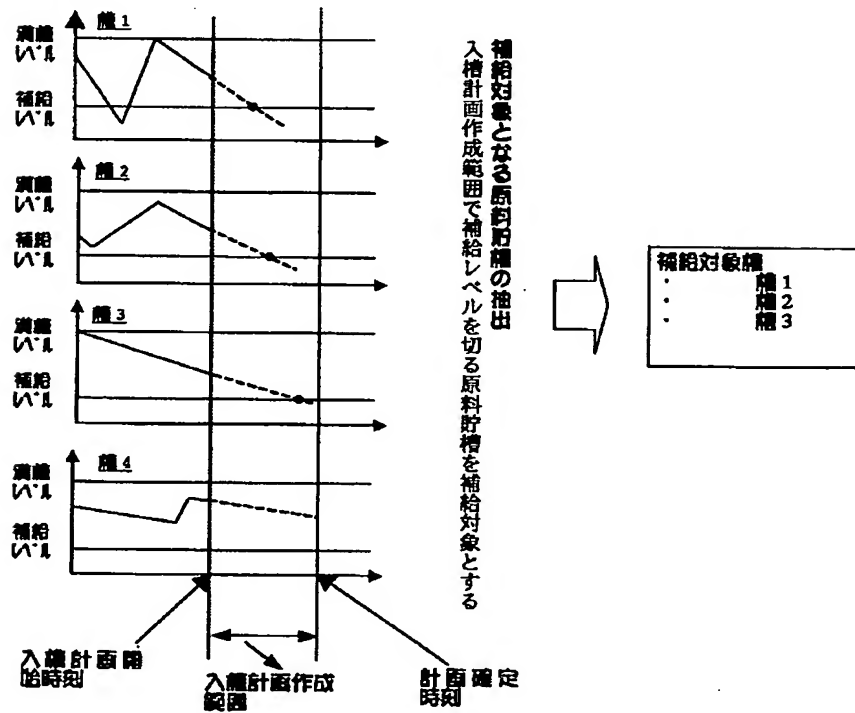 槽1
満槽
レベル
補給
レベル
槽2
満槽
レベル
補給
レベル
槽3
満槽
レベル
補給
レベル
槽4
満槽
レベル
補給
レベル
入槽計画開
始時刻
入槽計画作成
範囲
計画確定
時刻
補給対象となる原料貯槽の抽出
入槽計画作成範囲で補給レベルを切る原料貯槽を補給対象とする
補給対象槽
・ 槽1
・ 槽2
・ 槽3